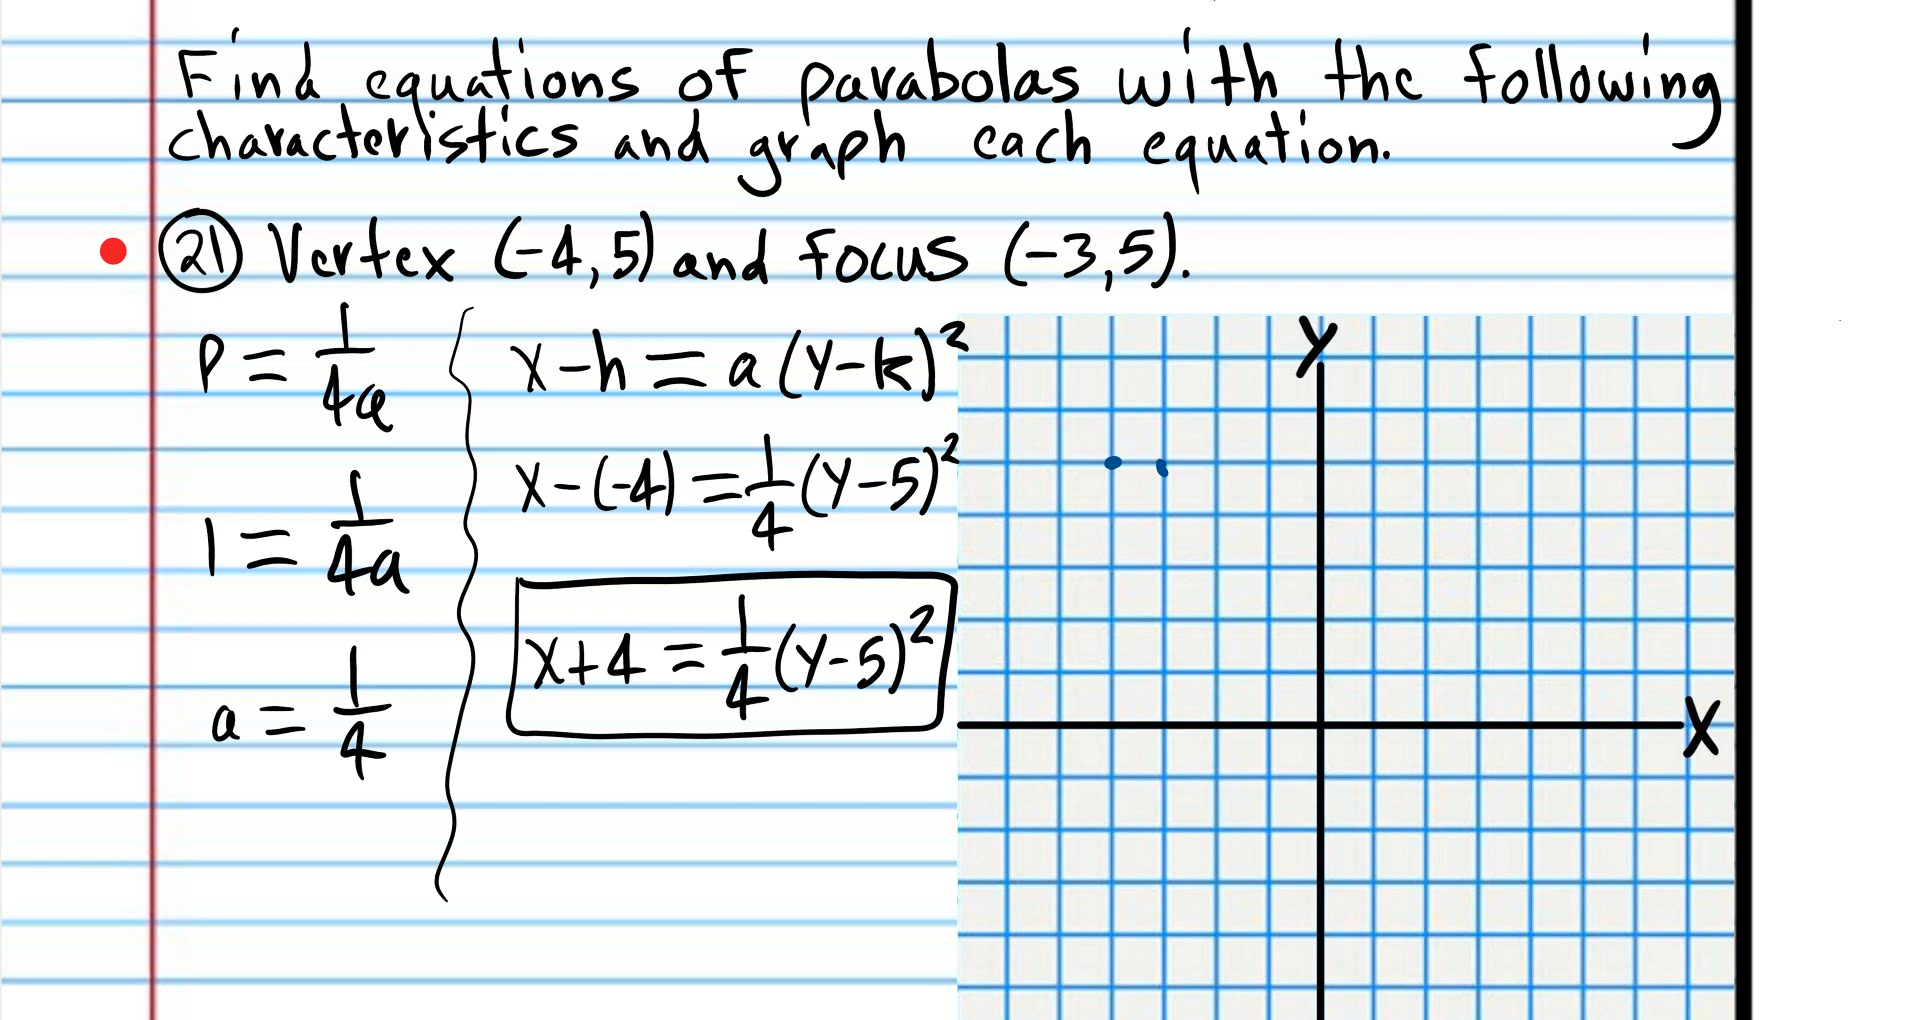 Find equations of parabolas with the following
characteristics and graph each equation.
21 Vertex (-4,5) and focus (-3,5).
P = 1/4a
1 = 1/4a
a = 1/4
x-h = a(y-k)²
x-(-4) = 1/4(y-5)²
x+4 = 1/4(y-5)²
y
x